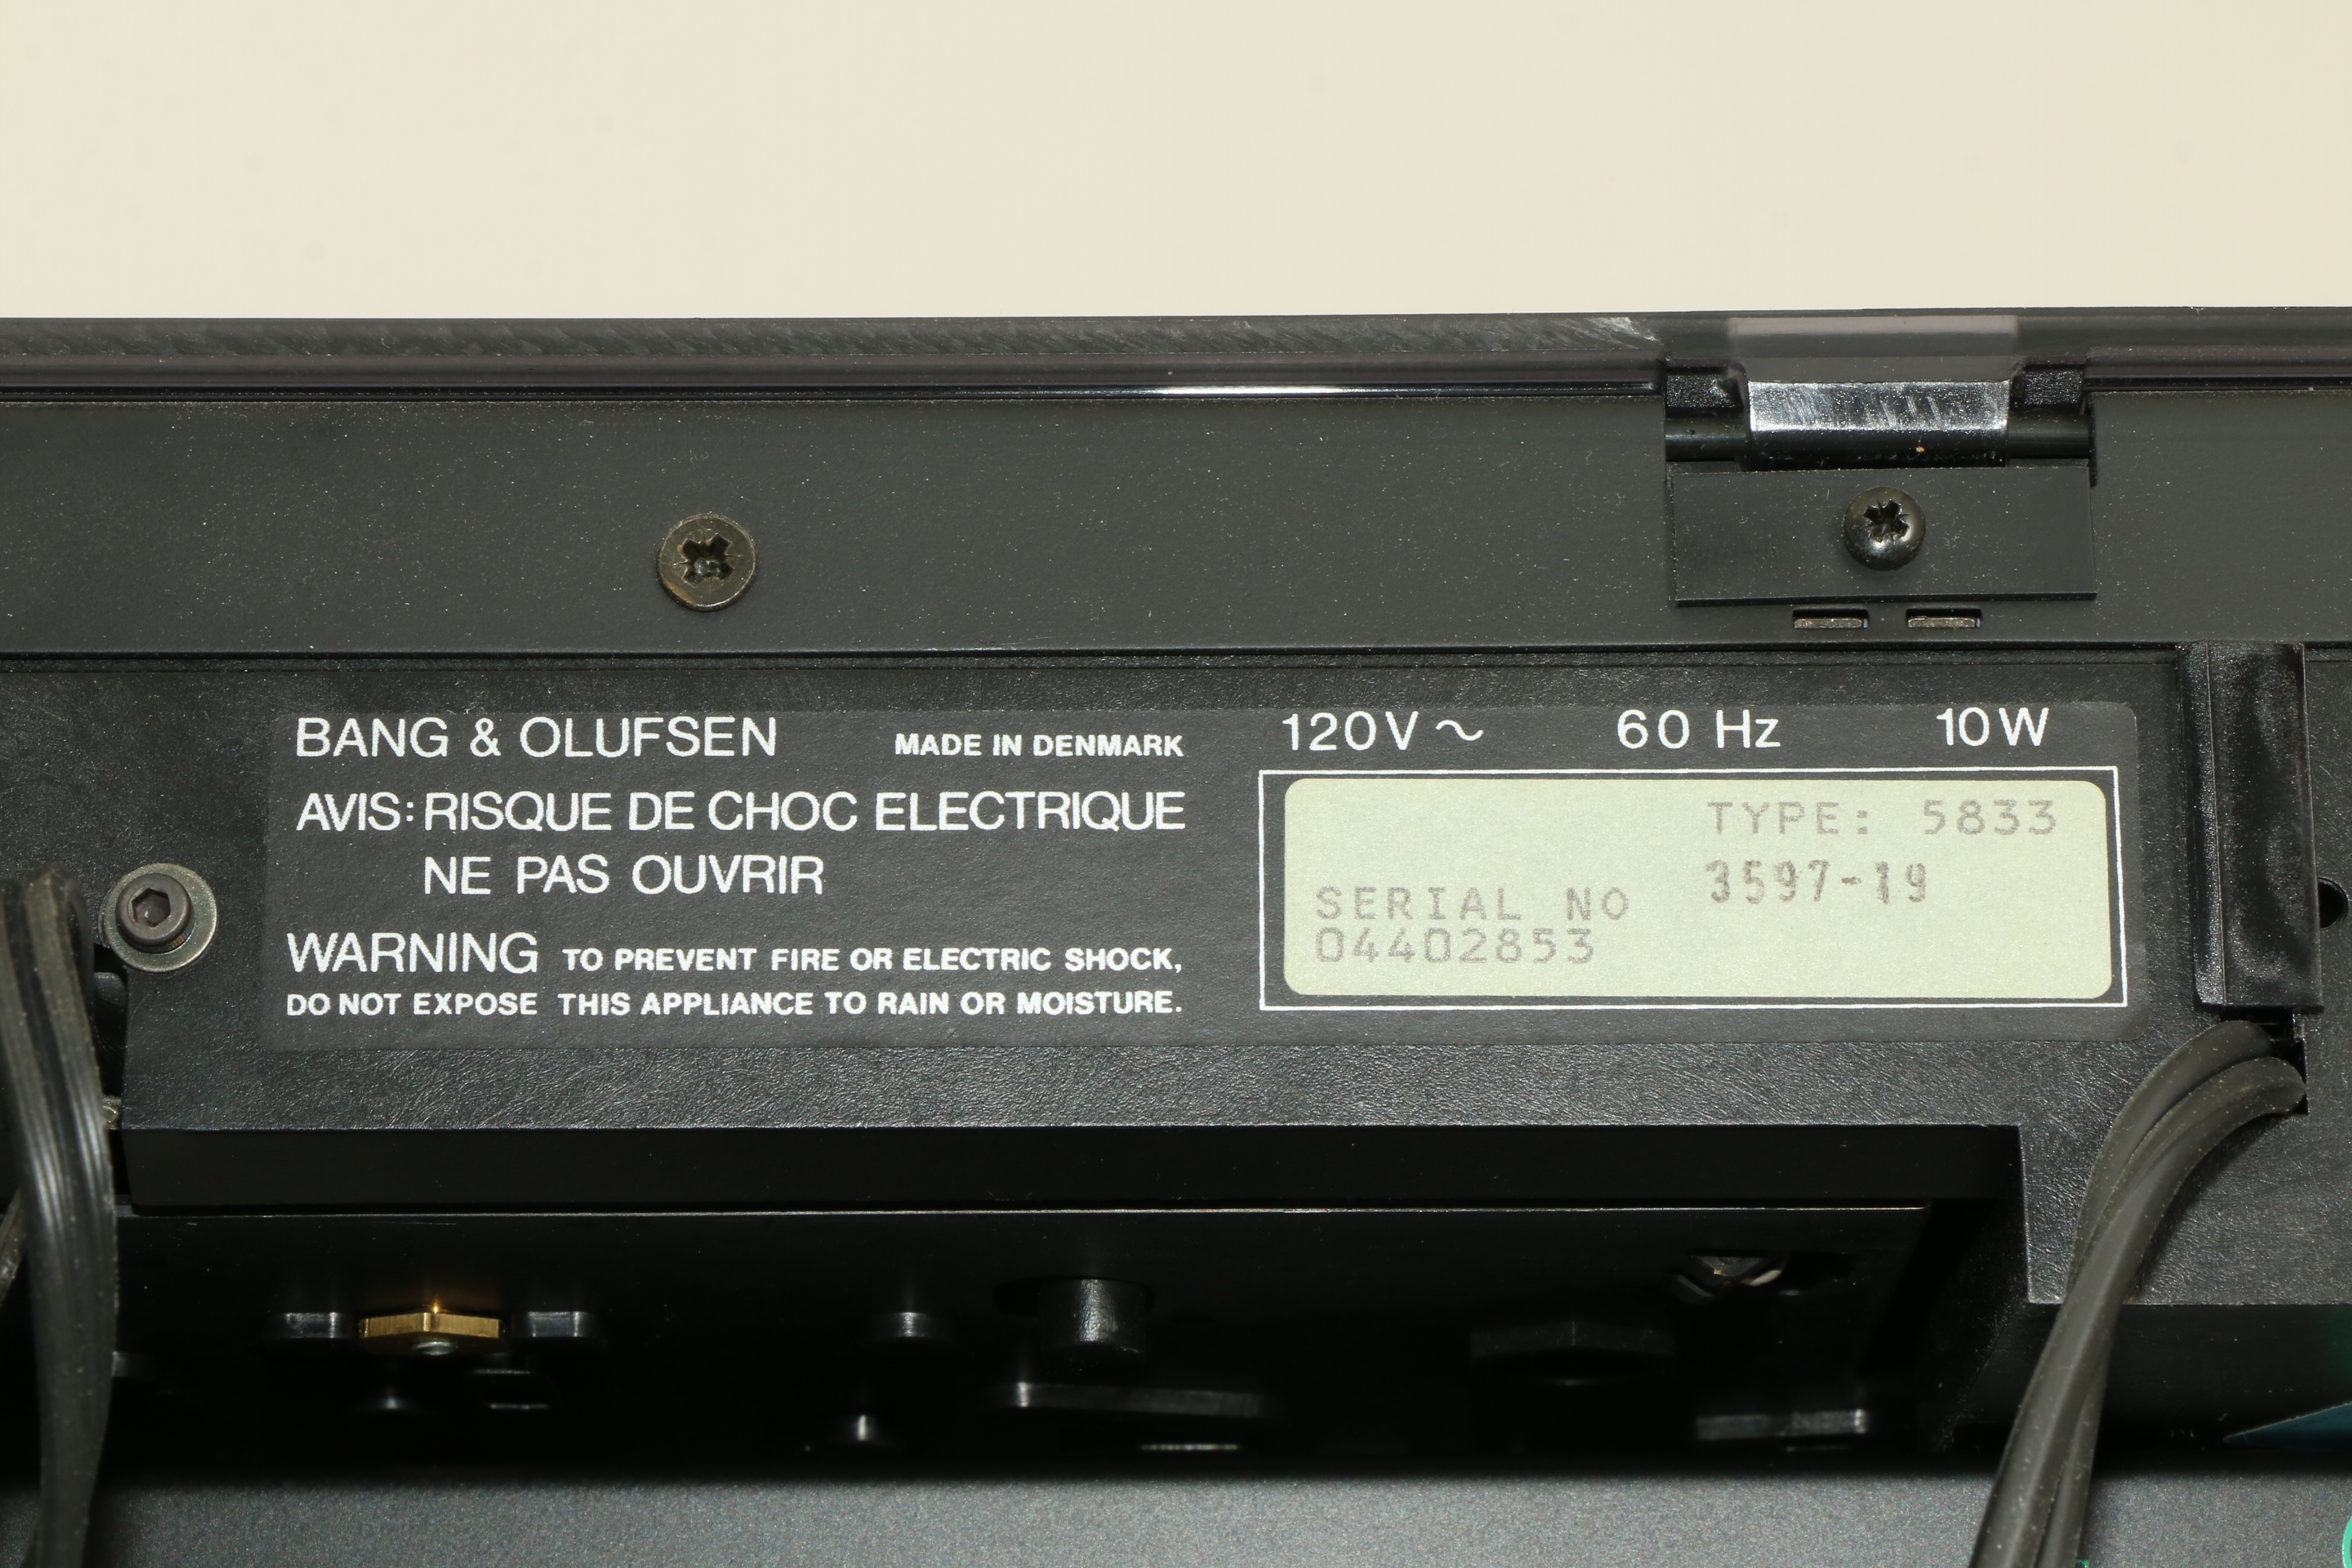 BANG & OLUFSEN MADE IN DENMARK
AVIS: RISQUE DE CHOC ELECTRIQUE
NE PAS OUVRIR
WARNING TO PREVENT FIRE OR ELECTRIC SHOCK,
DO NOT EXPOSE THIS APPLIANCE TO RAIN OR MOISTURE.
120V ~ 60 Hz 10W
TYPE: 5833
3597-19
SERIAL NO
04402853